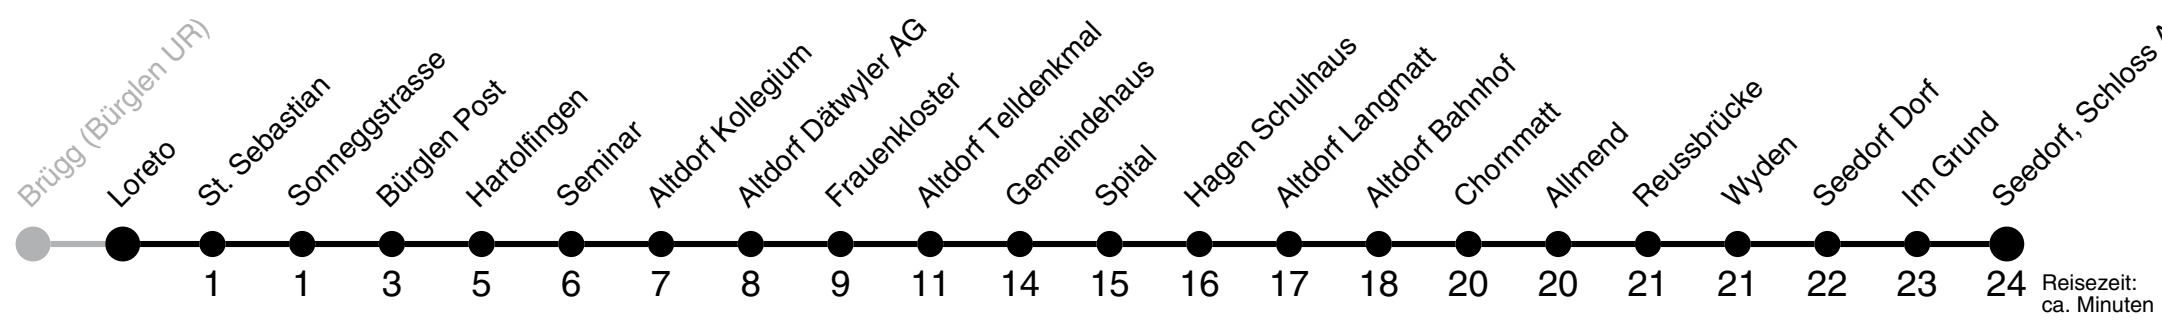 Brügg (Bürglen UR)
Loreto
St. Sebastian
Sonneggstrasse
Bürglen Post
Hartolfingen
Seminar
Altdorf Kollegium
Altdorf Dätwyler AG
Frauenkloster
Altdorf Telldenkmal
Gemeindehaus
Spital
Hagen Schulhaus
Altdorf Langmatt
Altdorf Bahnhof
Chornmatt
Allmend
Reussbrücke
Wyden
Seedorf Dorf
Im Grund
Seedorf, Schloss
1 1 3 5 6 7 8 9 11 14 15 16 17 18 20 20 21 21 22 23 24
Reisezeit:
ca. Minuten